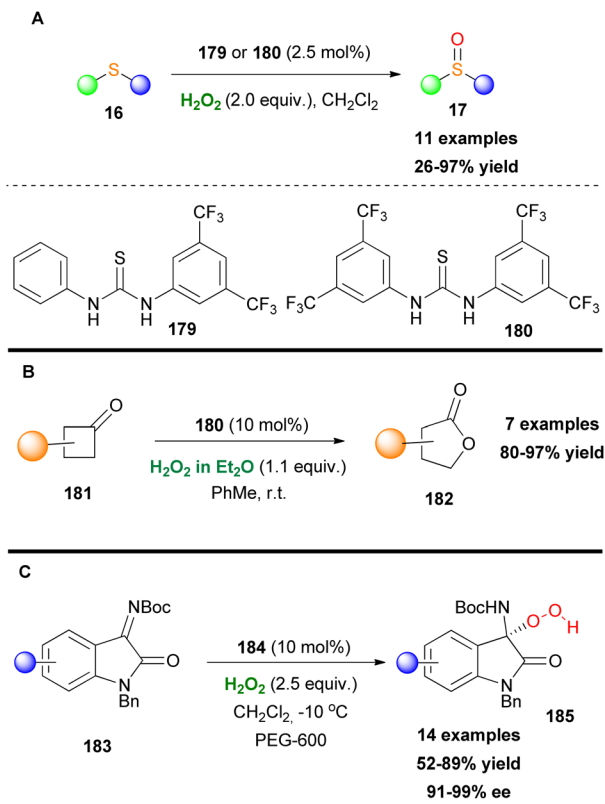 A
179 or 180 (2.5 mol%)
H2O2 (2.0 equiv.), CH2Cl2
S
16
O
S
17
11 examples
26-97% yield
CF3
S
N
H
N
H
CF3
179
CF3
F3C
S
N
H
N
H
CF3
CF3
180
B
O
181
180 (10 mol%)
H2O2 in Et2O (1.1 equiv.)
PhMe, r.t.
O
O
182
7 examples
80-97% yield
C
NBoc
O
N
Bn
183
184 (10 mol%)
H2O2 (2.5 equiv.)
CH2Cl2, -10 °C
PEG-600
BocHN
O
O
H
O
N
Bn
185
14 examples
52-89% yield
91-99% ee